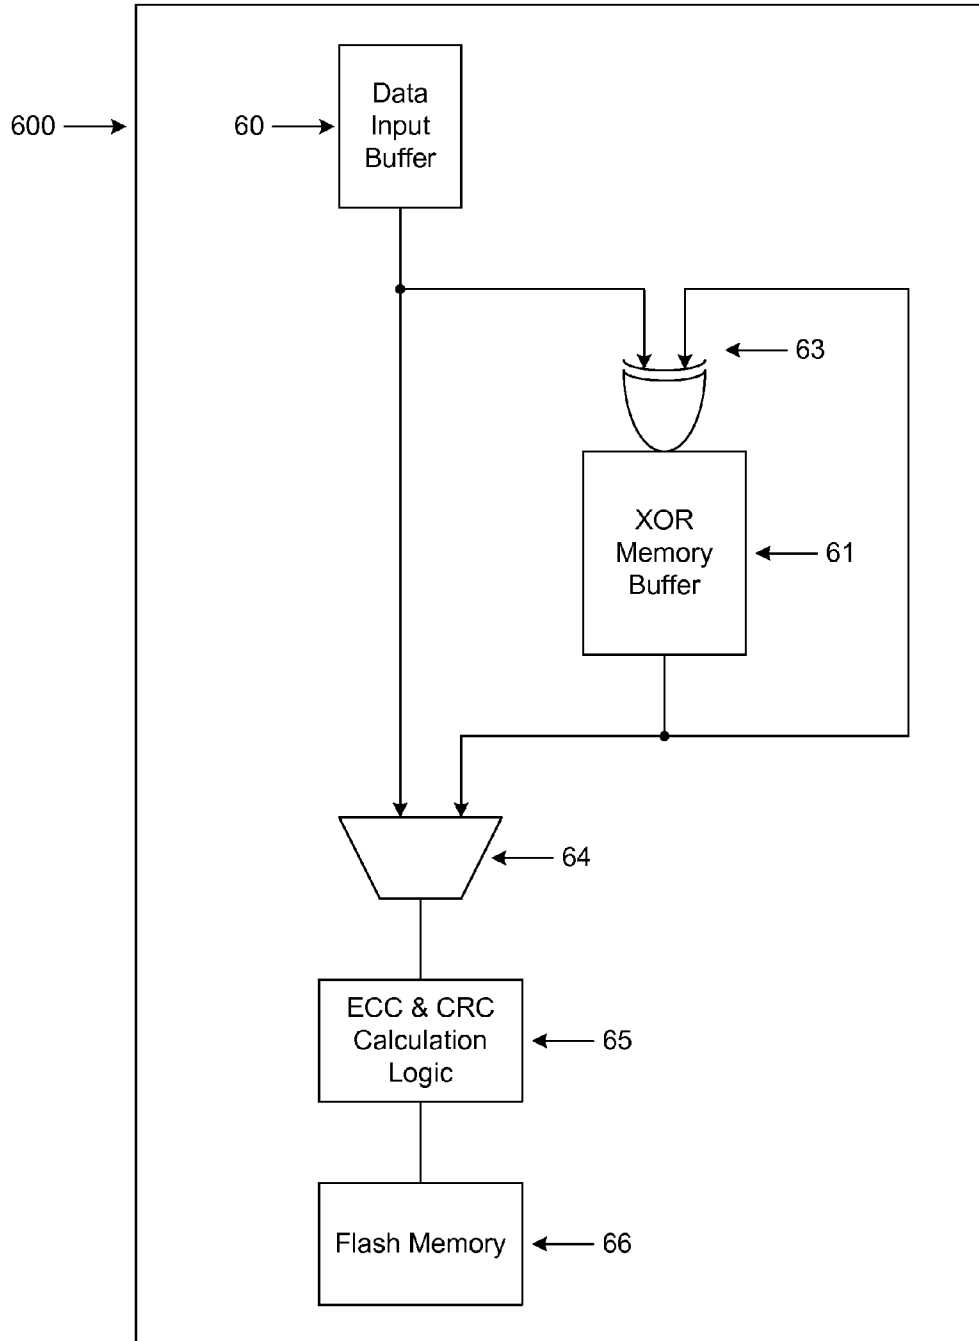 600
60
Data
Input
Buffer
63
XOR
Memory
Buffer
61
64
ECC & CRC
Calculation
Logic
65
Flash Memory
66